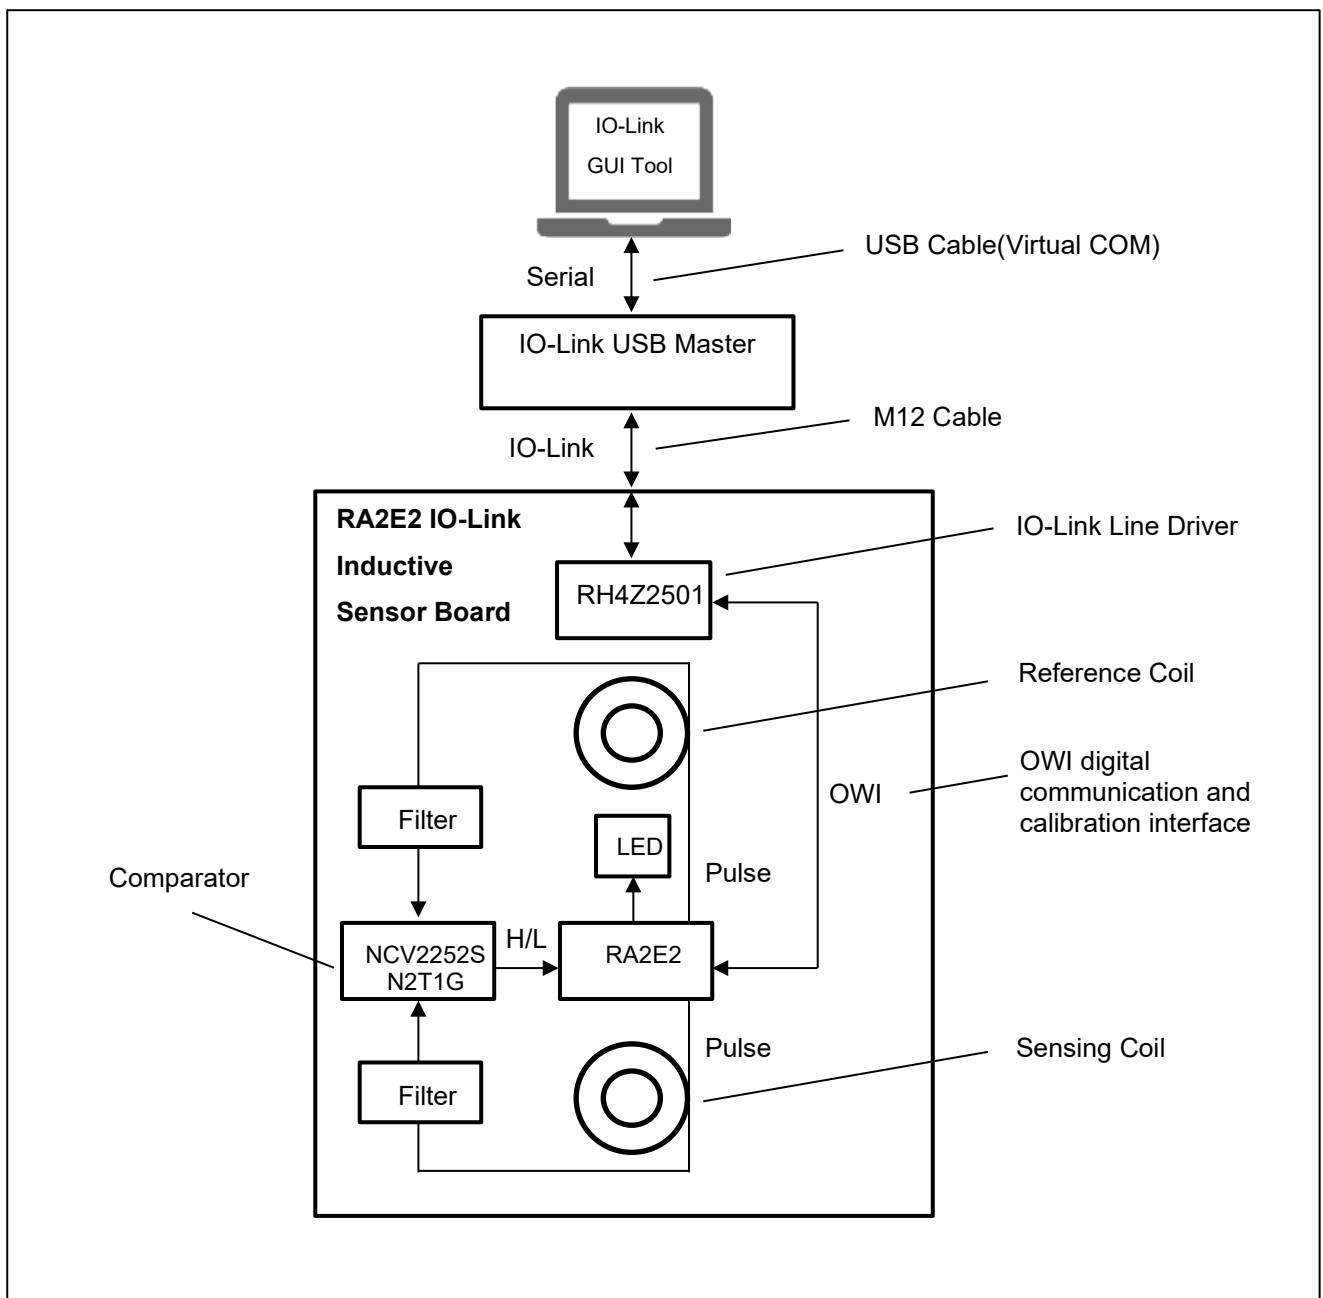 IO-Link
GUI Tool
USB Cable(Virtual COM)
Serial
IO-Link USB Master
M12 Cable
IO-Link
RA2E2 IO-Link
Inductive
Sensor Board
IO-Link Line Driver
RH4Z2501
Reference Coil
OWI
OWI digital
communication and
calibration interface
Filter
LED
Pulse
Comparator
NCV2252S
N2T1G
H/L
RA2E2
Pulse
Sensing Coil
Filter